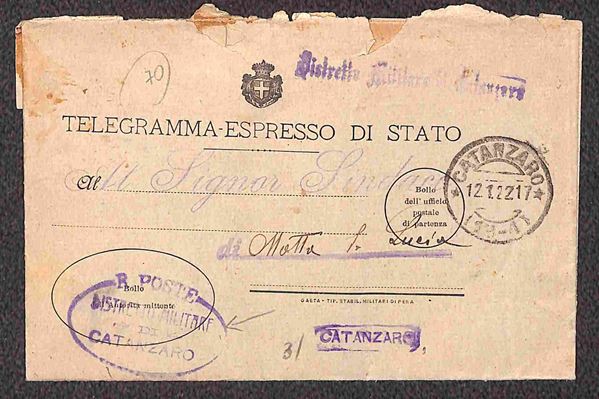 70
Distretto Militare di Catanzaro
TELEGRAMMA-ESPRESSO DI STATO
Al Signor Sindaco
Bollo
dell'ufficio
postale
di partenza
CATANZARO
12.1.22.17
di Motta S. Lucia
R. POSTE
Bollo
dell'Autorità mittente
DISTRETTO MILITARE
DI
CATANZARO
GAETA - TIP. STABIL. MILITARI DI PENA
31
CATANZARO